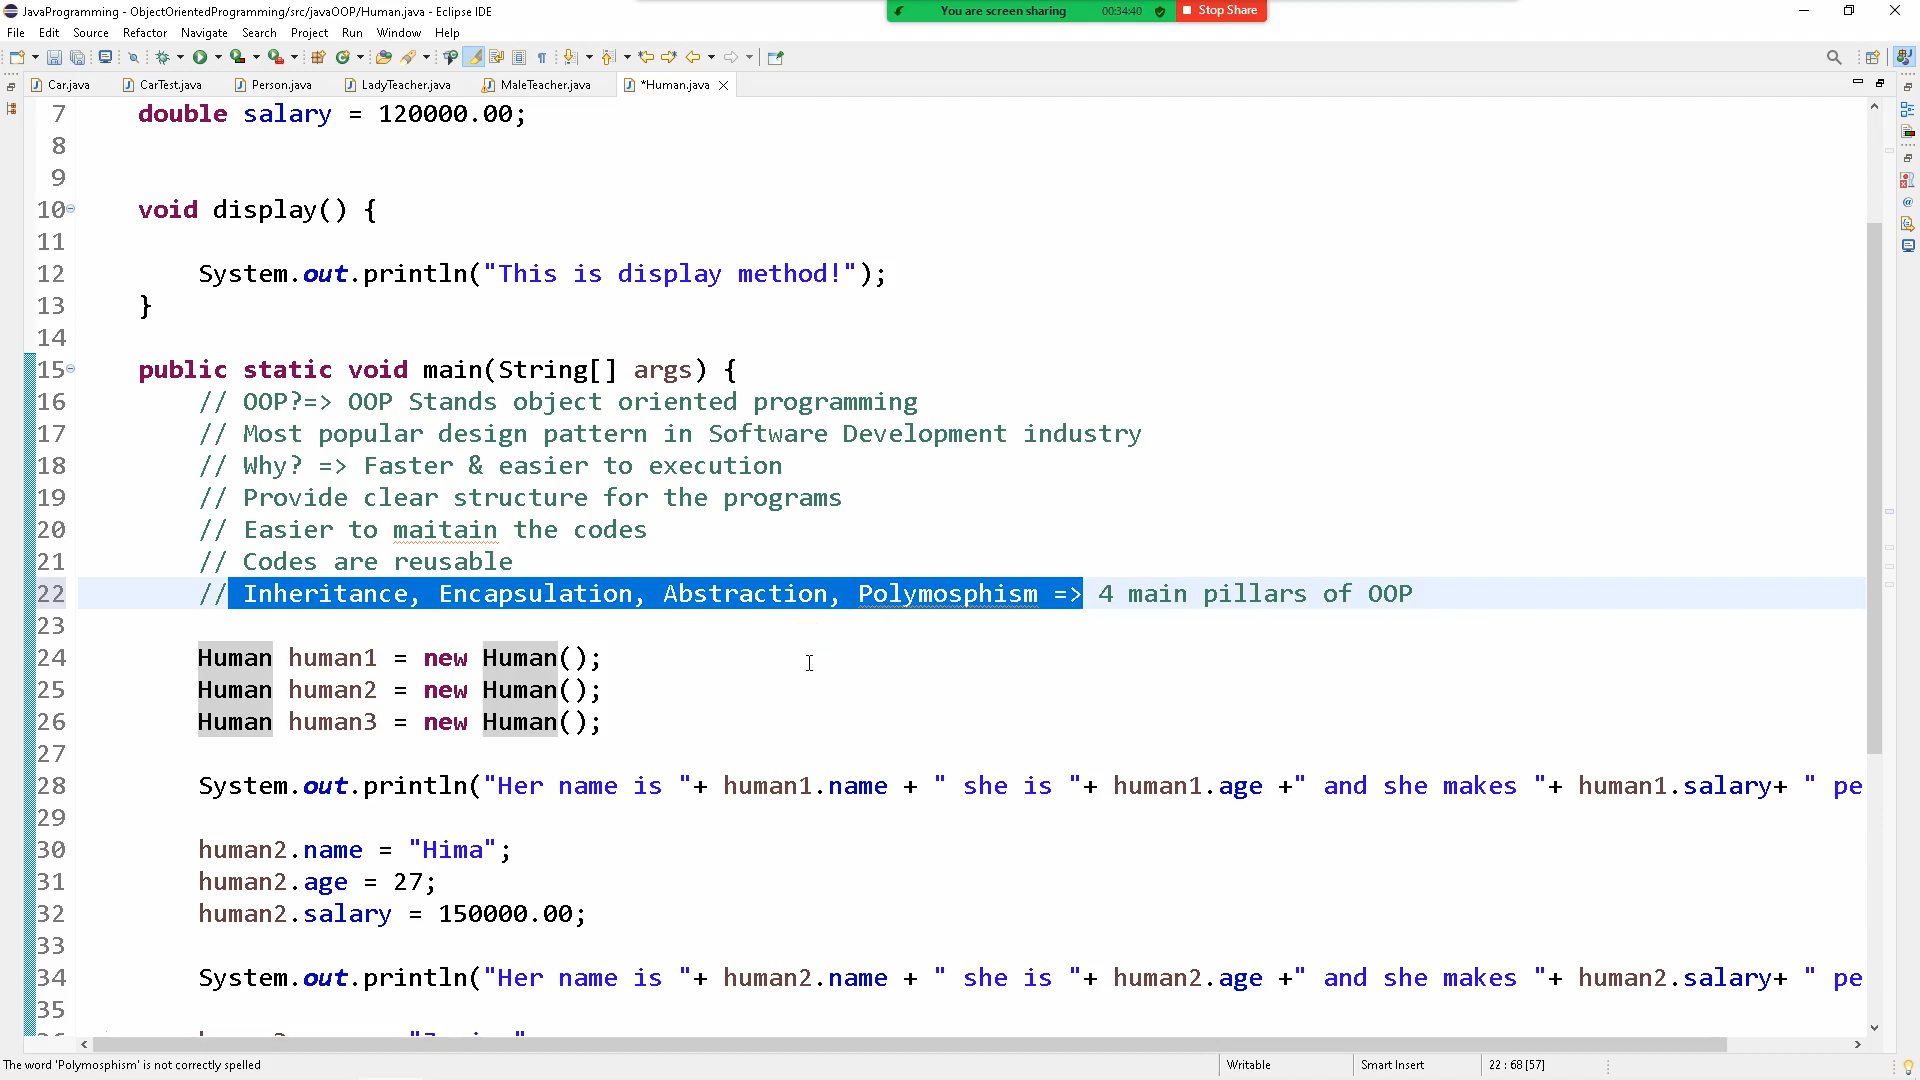 JavaProgramming - ObjectOrientedProgramming/src/javaOOP/Human.java - Eclipse IDE
You are screen sharing 00:34:40 Stop Share
File Edit Source Refactor Navigate Search Project Run Window Help
Car.java CarTest.java Person.java LadyTeacher.java MaleTeacher.java *Human.java
7 double salary = 120000.00;
8
9
10 void display() {
11
12 System.out.println("This is display method!");
13 }
14
15 public static void main(String[] args) {
16 // OOP?=> OOP Stands object oriented programming
17 // Most popular design pattern in Software Development industry
18 // Why? => Faster & easier to execution
19 // Provide clear structure for the programs
20 // Easier to maitain the codes
21 // Codes are reusable
22 // Inheritance, Encapsulation, Abstraction, Polymosphism => 4 main pillars of OOP
23
24 Human human1 = new Human();
25 Human human2 = new Human();
26 Human human3 = new Human();
27
28 System.out.println("Her name is "+ human1.name + " she is "+ human1.age +" and she makes "+ human1.salary+ " pe
29
30 human2.name = "Hima";
31 human2.age = 27;
32 human2.salary = 150000.00;
33
34 System.out.println("Her name is "+ human2.name + " she is "+ human2.age +" and she makes "+ human2.salary+ " pe
35
The word 'Polymosphism' is not correctly spelled Writable Smart Insert 22 : 68 [57]